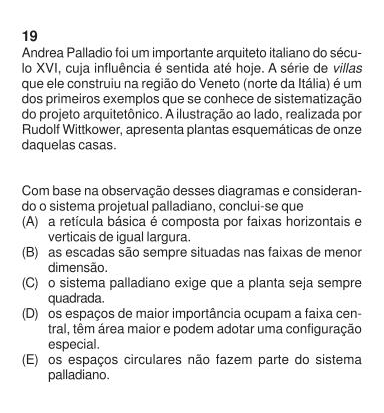 19
Andrea Palladio foi um importante arquiteto italiano do sécu-
lo XVI, cuja influência é sentida até hoje. A série de villas
que ele construiu na região do Veneto (norte da Itália) é um
dos primeiros exemplos que se conhece de sistematização
do projeto arquitetônico. A ilustração ao lado, realizada por
Rudolf Wittkower, apresenta plantas esquemáticas de onze
daquelas casas.
Com base na observação desses diagramas e consideran-
do o sistema projetual palladiano, conclui-se que
(A) a retícula básica é composta por faixas horizontais e
verticais de igual largura.
(B) as escadas são sempre situadas nas faixas de menor
dimensão.
(C) o sistema palladiano exige que a planta seja sempre
quadrada.
(D) os espaços de maior importância ocupam a faixa cen-
tral, têm área maior e podem adotar uma configuração
especial.
(E) os espaços circulares não fazem parte do sistema
palladiano.